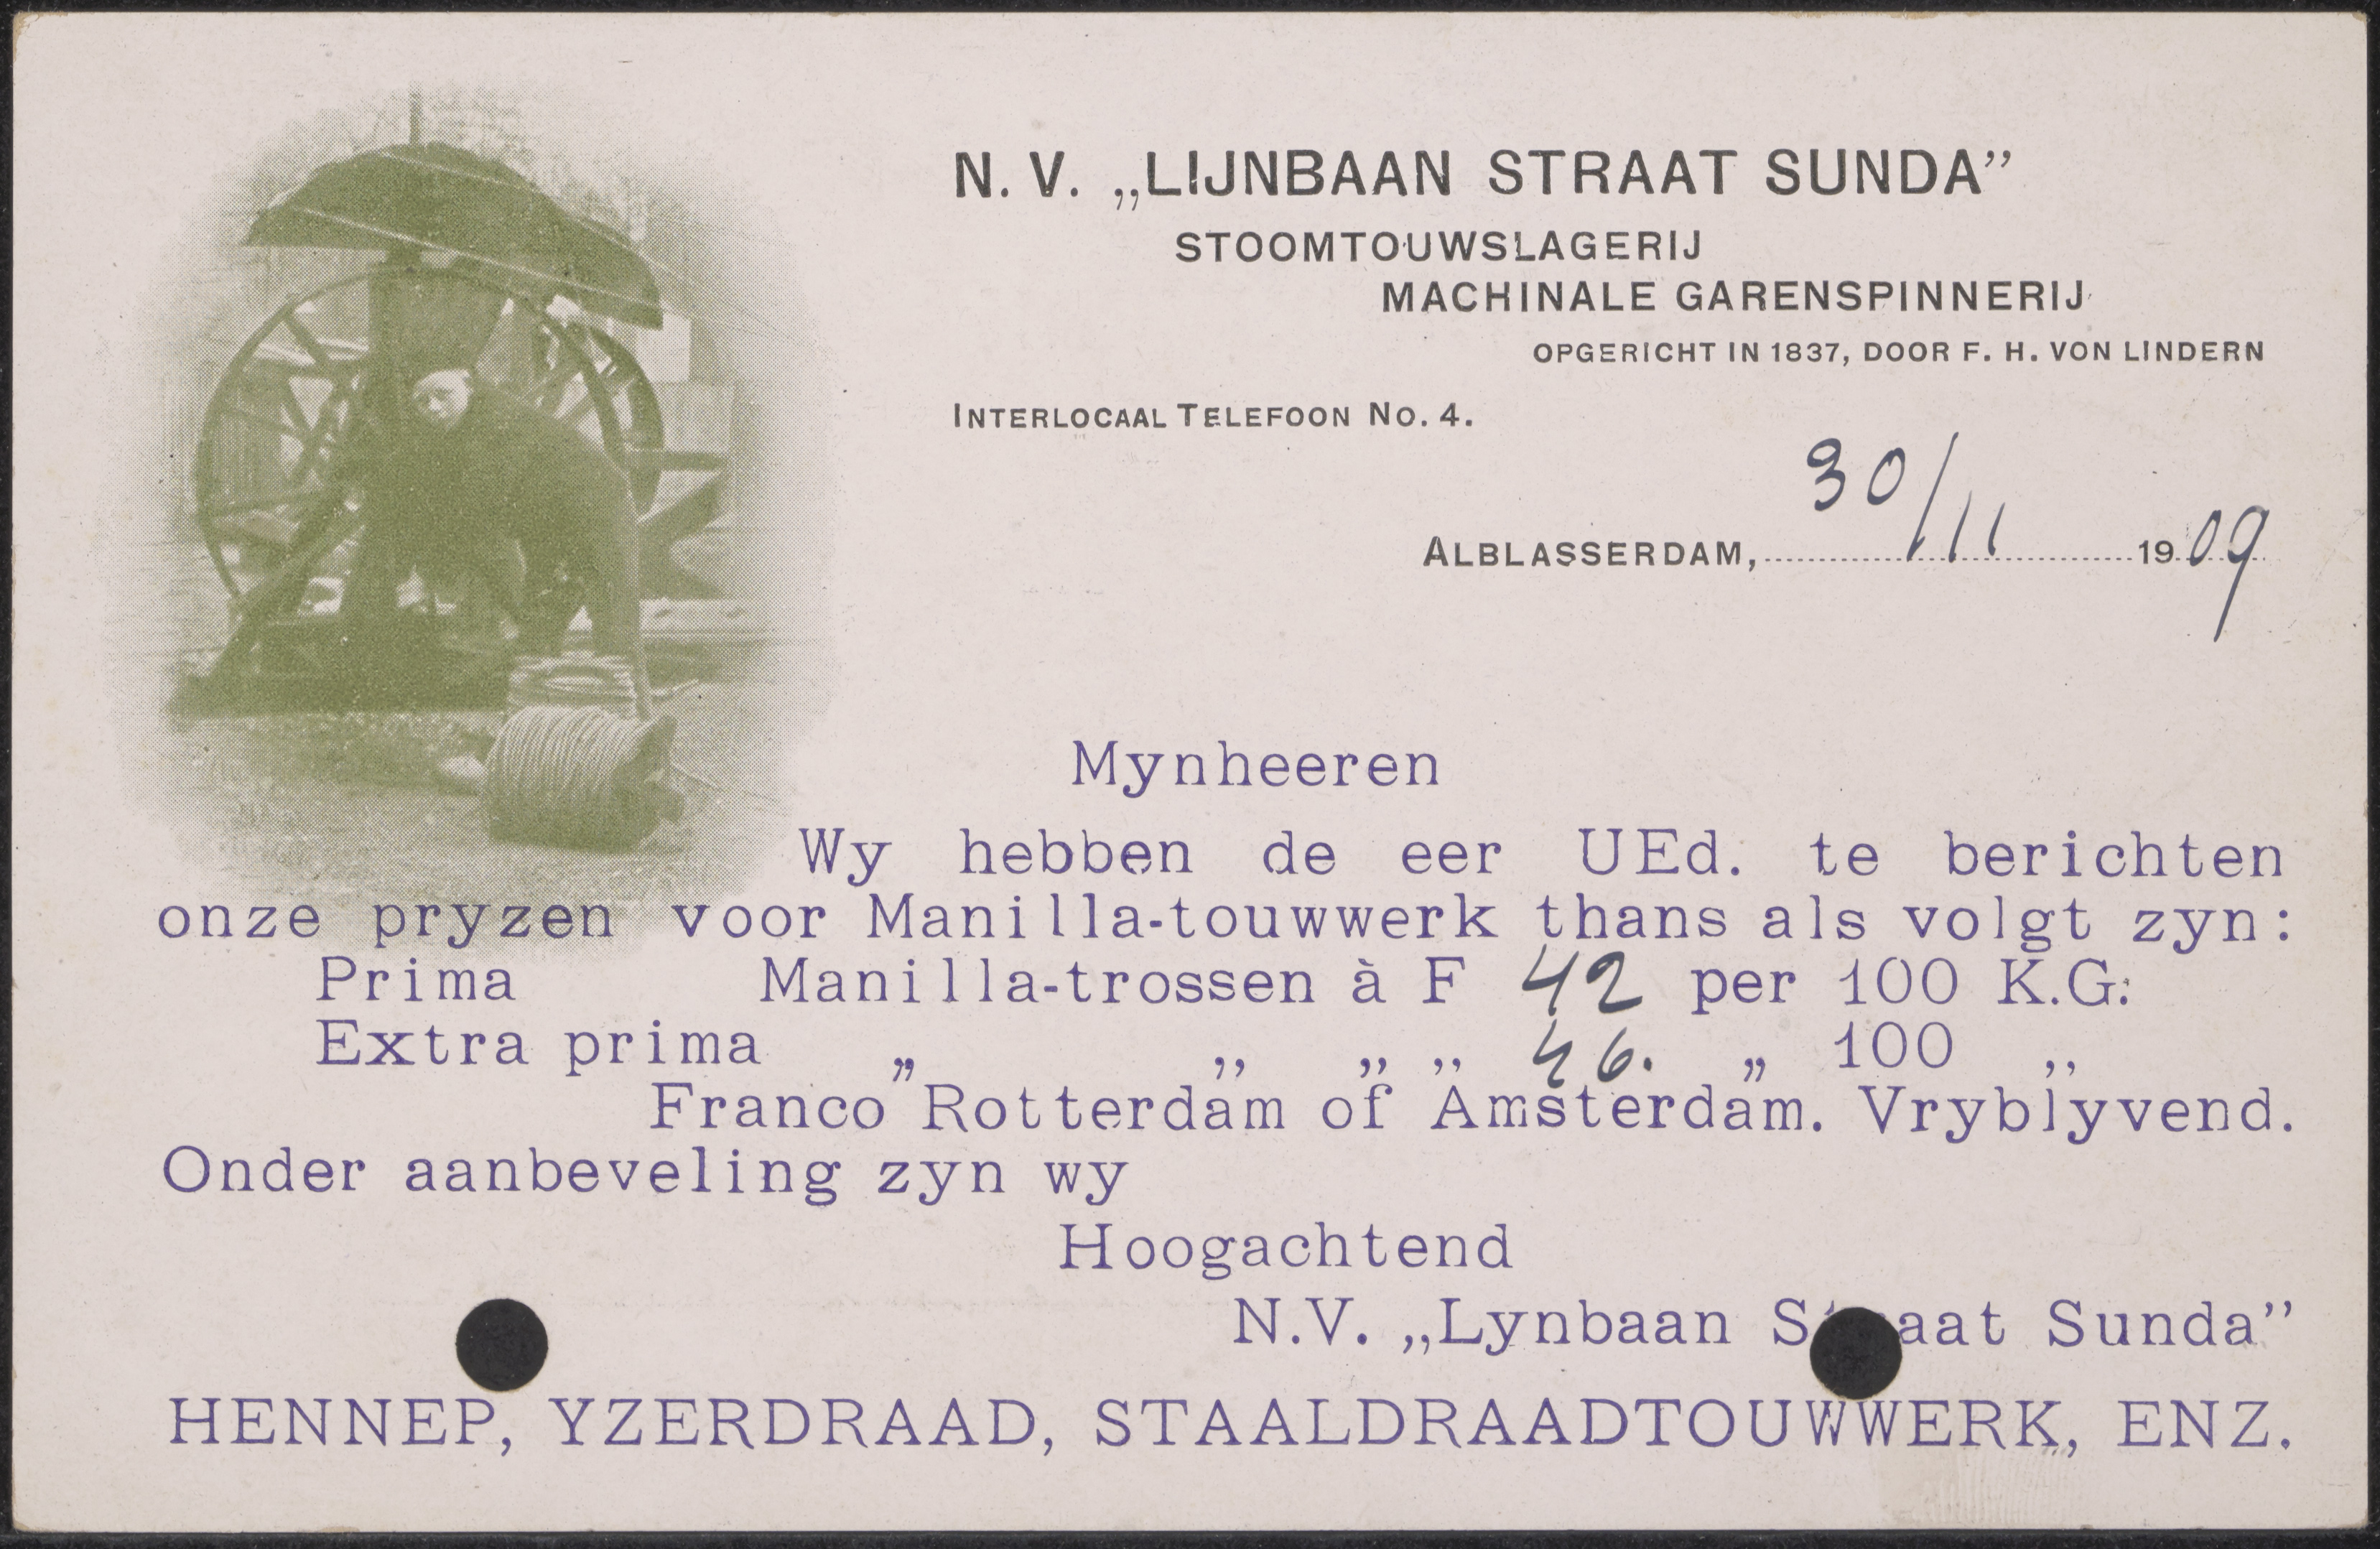 N. V. „LIJNBAAN STRAAT SUNDA”
STOOMTOUWSLAGERIJ
MACHINALE GARENSPINNERIJ
OPGERICHT IN 1837, DOOR F. H. VON LINDERN
INTERLOCAAL TELEFOON No. 4.
ALBLASSERDAM, 30/11 1909
Mynheeren
Wy hebben de eer UEd. te berichten
onze pryzen voor Manilla-touwwerk thans als volgt zyn:
Prima Manilla-trossen à F 42 per 100 K.G.
Extra prima „ „ „ „ 46. „ 100 „
Franco Rotterdam of Amsterdam. Vryblyvend.
Onder aanbeveling zyn wy
Hoogachtend
N.V. „Lynbaan Straat Sunda”
HENNEP, YZERDRAAD, STAALDRAADTOUWWERK, ENZ.